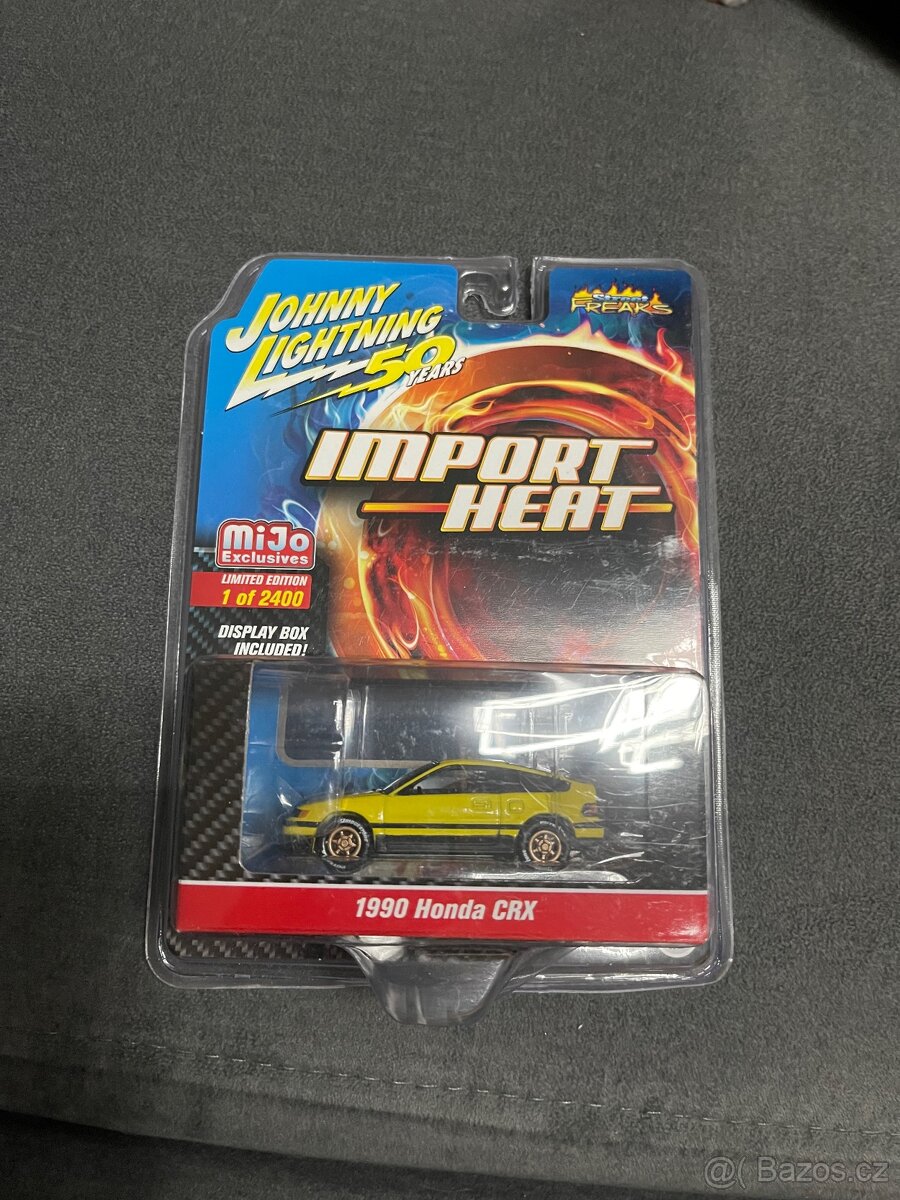 JOHNNY
LIGHTNING
50
YEARS
Street
FREAKS
IMPORT
HEAT
MiJo
Exclusives
LIMITED EDITION
1 of 2400
DISPLAY BOX
INCLUDED!
1990 Honda CRX
@( Bazoš.cz